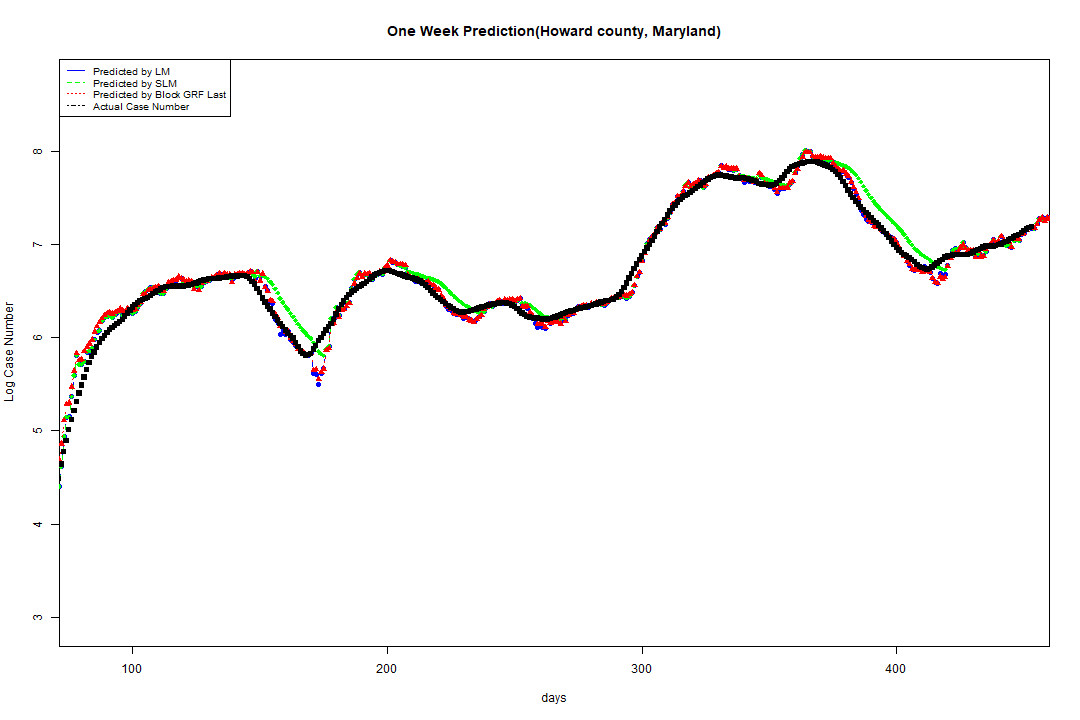 One Week Prediction(Howard county, Maryland)
Predicted by LM
Predicted by SLM
Predicted by Block GRF Last
Actual Case Number
8
7
6
5
4
3
Log Case Number
100 200 300 400
days